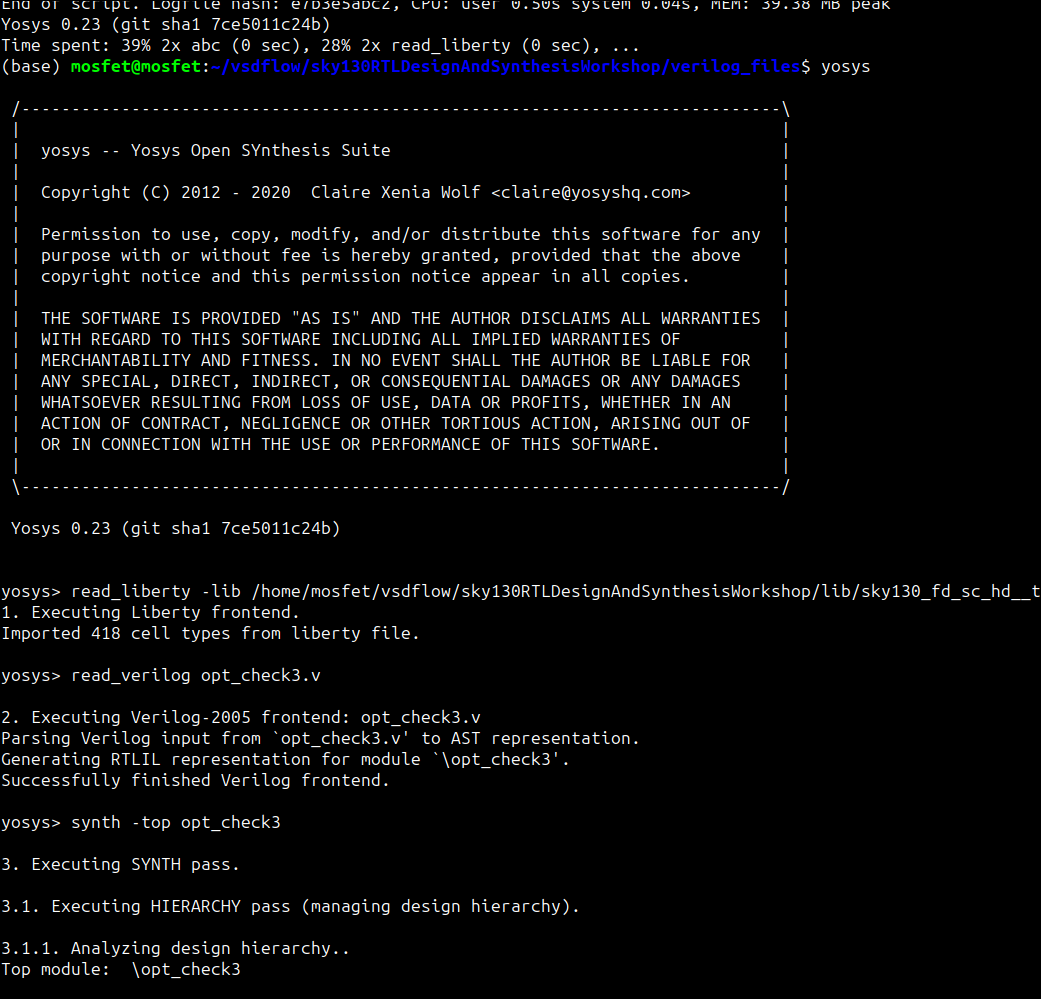 End of script. Logfile hash: e7b3e5abc2, CPU: user 0.50s system 0.04s, MEM: 39.38 MB peak
Yosys 0.23 (git sha1 7ce5011c24b)
Time spent: 39% 2x abc (0 sec), 28% 2x read_liberty (0 sec), ...
(base) mosfet@mosfet:~/vsdflow/sky130RTLDesignAndSynthesisWorkshop/verilog_files$ yosys
/----------------------------------------------------------------------------\
|                                                                            |
|  yosys -- Yosys Open SYnthesis Suite                                       |
|                                                                            |
|  Copyright (C) 2012 - 2020  Claire Xenia Wolf <claire@yosyshq.com>         |
|                                                                            |
|  Permission to use, copy, modify, and/or distribute this software for any  |
|  purpose with or without fee is hereby granted, provided that the above    |
|  copyright notice and this permission notice appear in all copies.         |
|                                                                            |
|  THE SOFTWARE IS PROVIDED "AS IS" AND THE AUTHOR DISCLAIMS ALL WARRANTIES  |
|  WITH REGARD TO THIS SOFTWARE INCLUDING ALL IMPLIED WARRANTIES OF          |
|  MERCHANTABILITY AND FITNESS. IN NO EVENT SHALL THE AUTHOR BE LIABLE FOR   |
|  ANY SPECIAL, DIRECT, INDIRECT, OR CONSEQUENTIAL DAMAGES OR ANY DAMAGES    |
|  WHATSOEVER RESULTING FROM LOSS OF USE, DATA OR PROFITS, WHETHER IN AN     |
|  ACTION OF CONTRACT, NEGLIGENCE OR OTHER TORTIOUS ACTION, ARISING OUT OF   |
|  OR IN CONNECTION WITH THE USE OR PERFORMANCE OF THIS SOFTWARE.            |
|                                                                            |
\----------------------------------------------------------------------------/
Yosys 0.23 (git sha1 7ce5011c24b)
yosys> read_liberty -lib /home/mosfet/vsdflow/sky130RTLDesignAndSynthesisWorkshop/lib/sky130_fd_sc_hd__t
1. Executing Liberty frontend.
Imported 418 cell types from liberty file.
yosys> read_verilog opt_check3.v
2. Executing Verilog-2005 frontend: opt_check3.v
Parsing Verilog input from `opt_check3.v' to AST representation.
Generating RTLIL representation for module `\opt_check3'.
Successfully finished Verilog frontend.
yosys> synth -top opt_check3
3. Executing SYNTH pass.
3.1. Executing HIERARCHY pass (managing design hierarchy).
3.1.1. Analyzing design hierarchy..
Top module:  \opt_check3